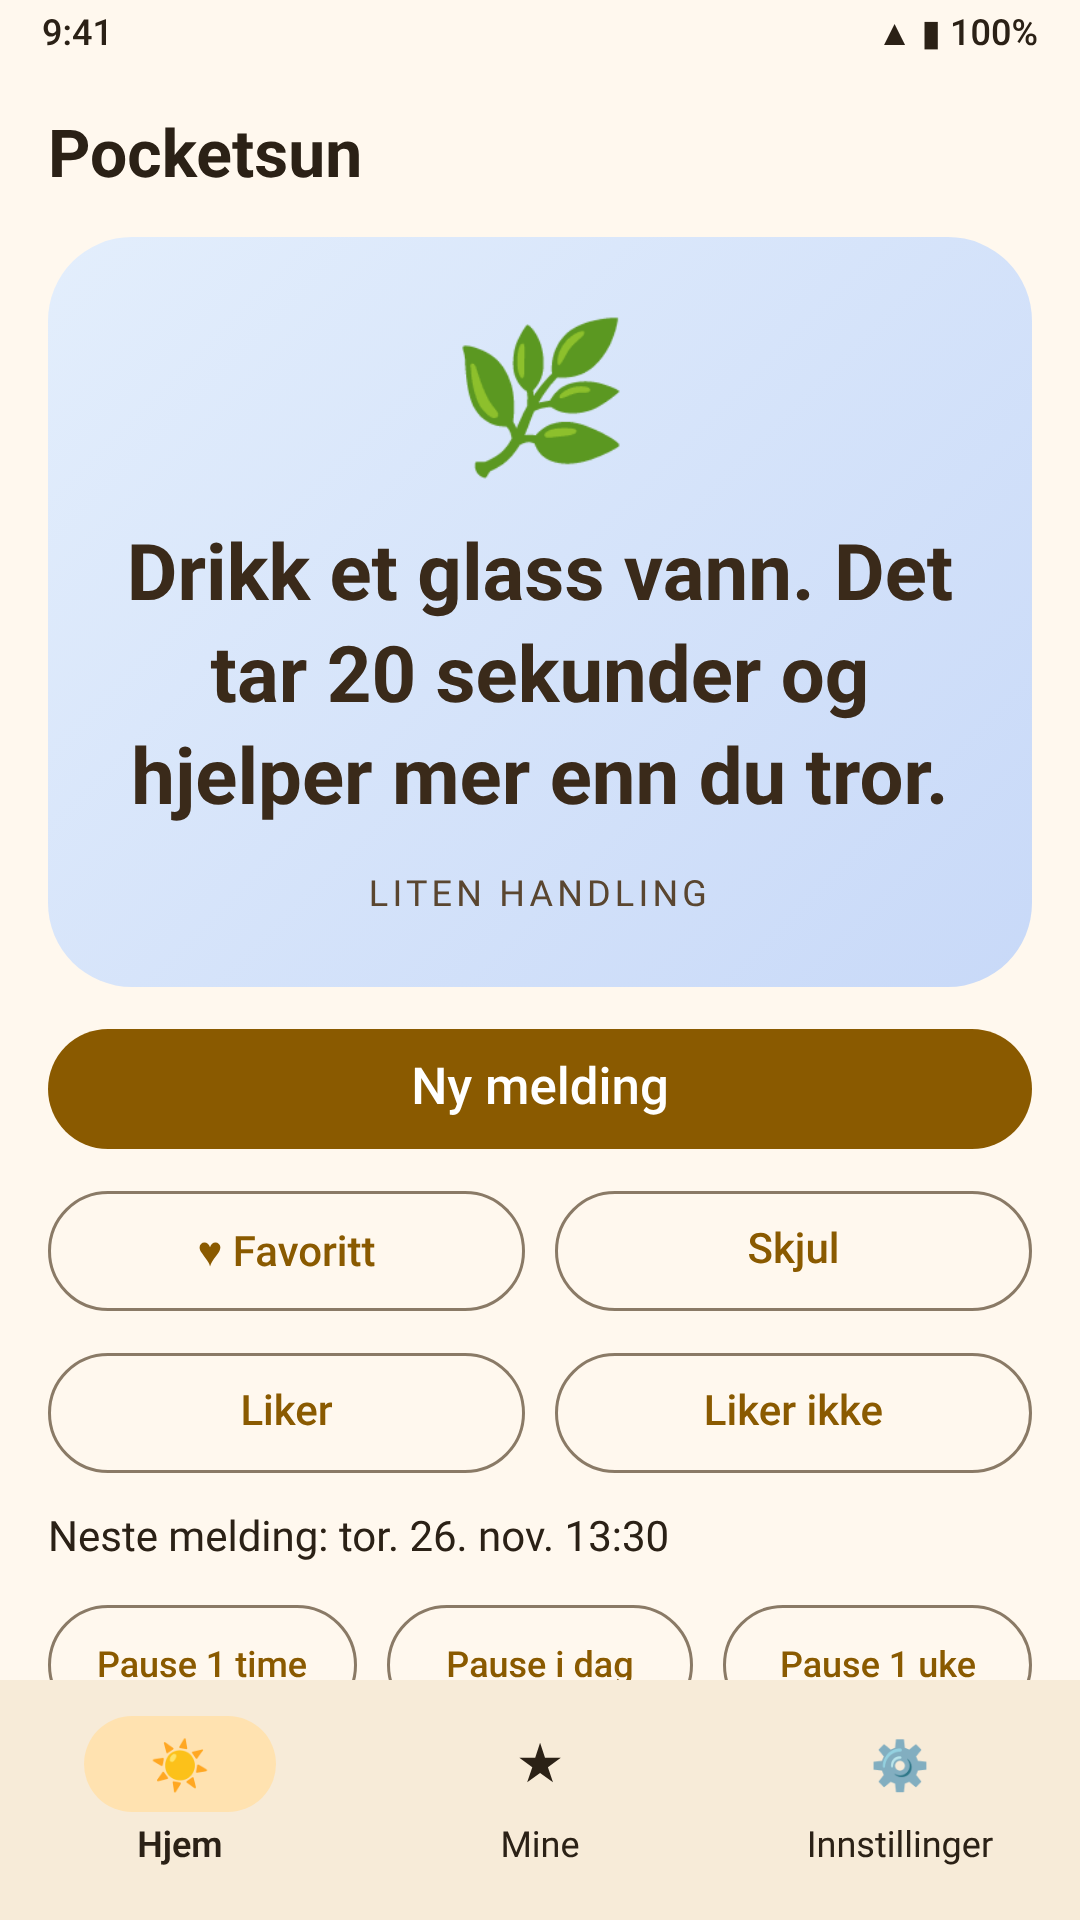 9:41
100%
Pocketsun
Drikk et glass vann. Det
tar 20 sekunder og
hjelper mer enn du tror.
LITEN HANDLING
Ny melding
♥ Favoritt
Skjul
Liker
Liker ikke
Neste melding: tor. 26. nov. 13:30
Pause 1 time
Pause i dag
Pause 1 uke
Hjem
Mine
Innstillinger